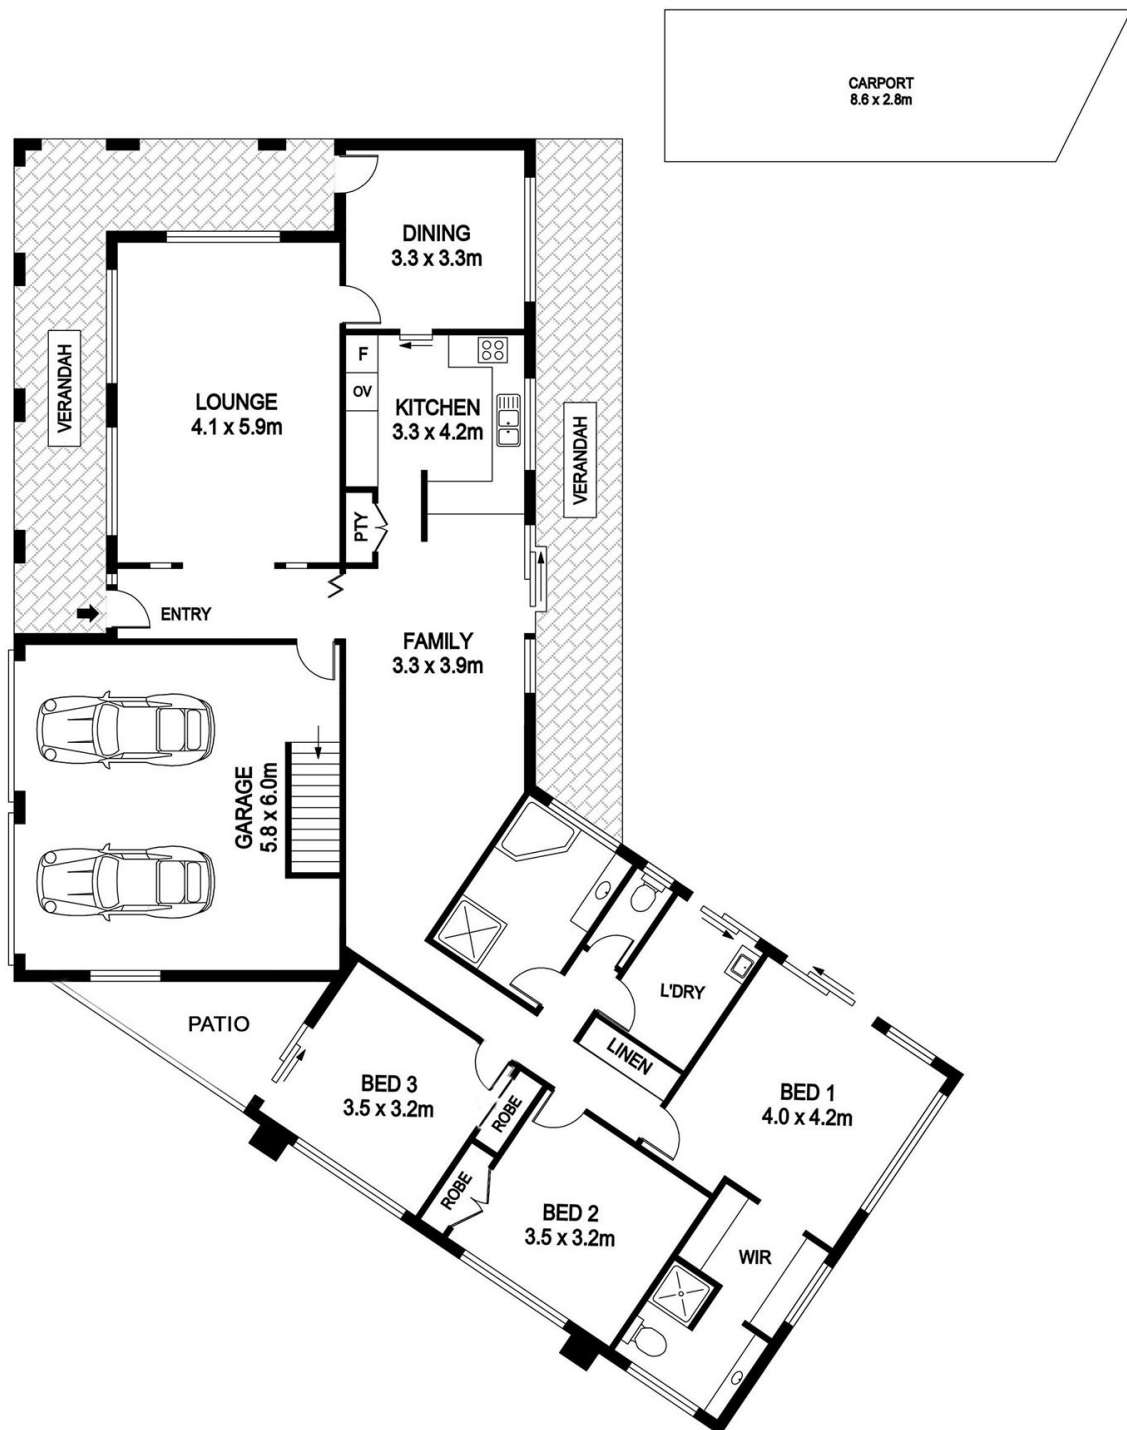 CARPORT
8.6 x 2.8m
DINING
3.3 x 3.3m
VERANDAH
LOUNGE
4.1 x 5.9m
F
OV
KITCHEN
3.3 x 4.2m
VERANDAH
PTY
ENTRY
FAMILY
3.3 x 3.9m
GARAGE
5.8 x 6.0m
L'DRY
PATIO
LINEN
BED 3
3.5 x 3.2m
ROBE
BED 1
4.0 x 4.2m
ROBE
BED 2
3.5 x 3.2m
WIR